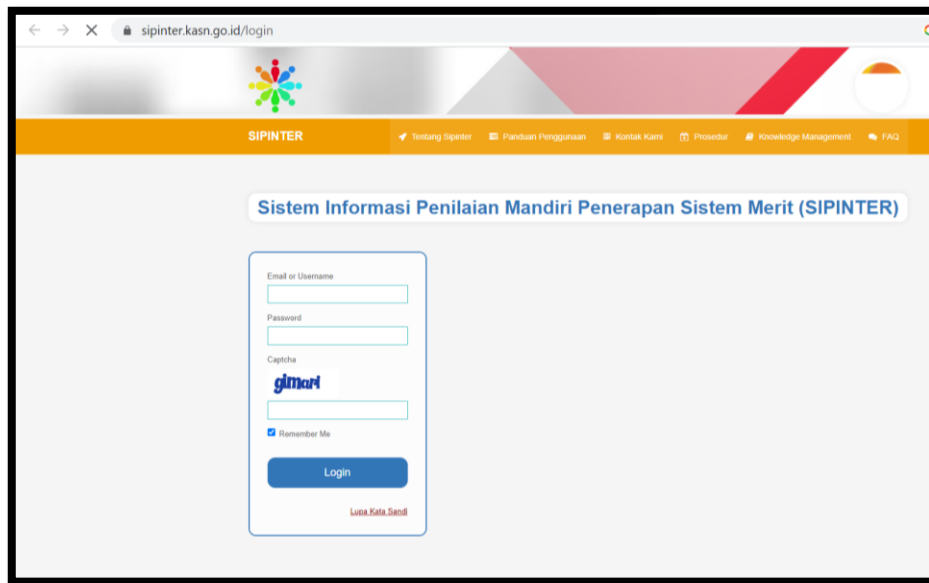 sipinter.kasn.go.id/login
SIPINTER Tentang Sipinter Panduan Penggunaan Kontak Kami Prosedur Knowledge Management FAQ
Sistem Informasi Penilaian Mandiri Penerapan Sistem Merit (SIPINTER)
Email or Username
Password
Captcha
gimari
Remember Me
Login
Lupa Kata Sandi